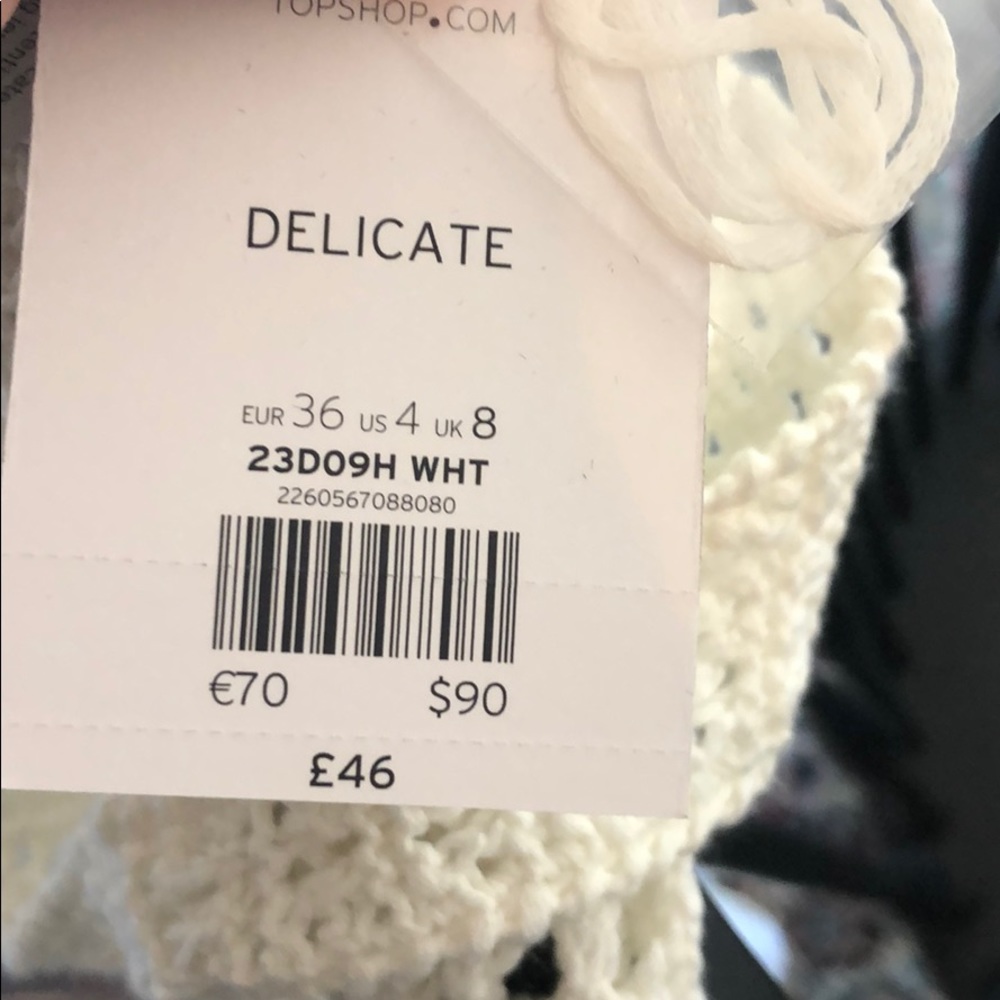 TOPSHOP.COM
DELICATE
EUR 36 US 4 UK 8
23D09H WHT
2260567088080
€70 $90
£46